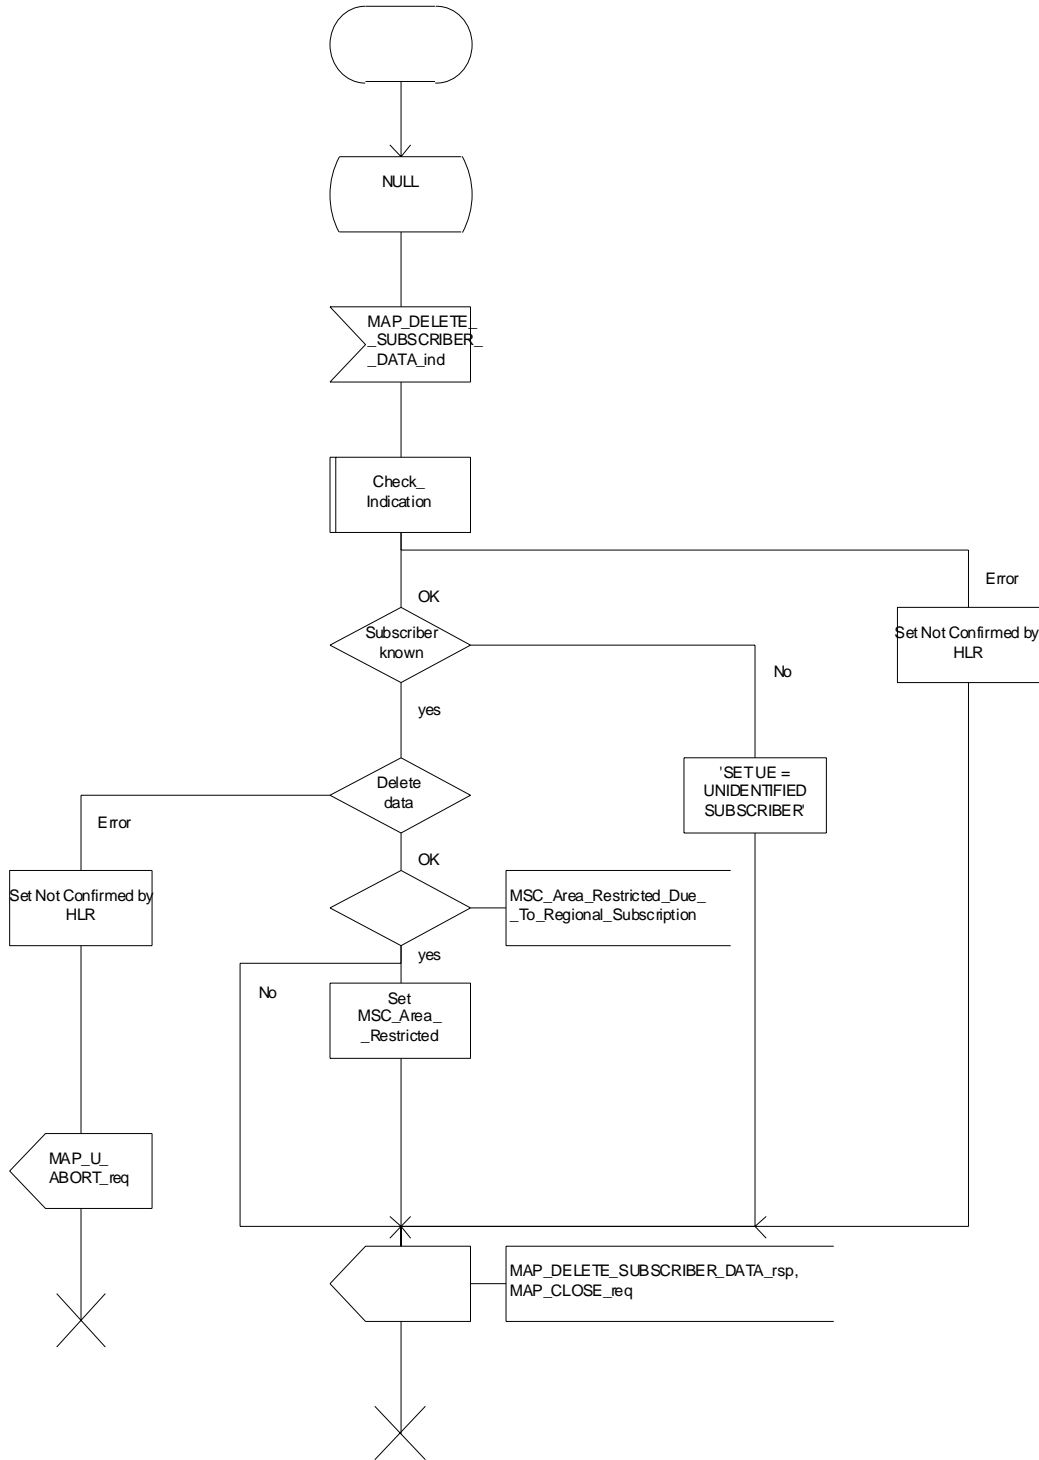 NULL
MAP_DELETE_
_SUBSCRIBER_
_DATA_ind
Check_
Indication
Error
OK
Subscriber
known
Set Not Confirmed by
HLR
No
yes
Delete
data
'SET UE =
UNIDENTIFIED
SUBSCRIBER'
Error
OK
Set Not Confirmed by
HLR
MSC_Area_Restricted_Due_
_To_Regional_Subscription
yes
No
Set
MSC_Area_
_Restricted
MAP_U_
ABORT_req
MAP_DELETE_SUBSCRIBER_DATA_rsp,
MAP_CLOSE_req